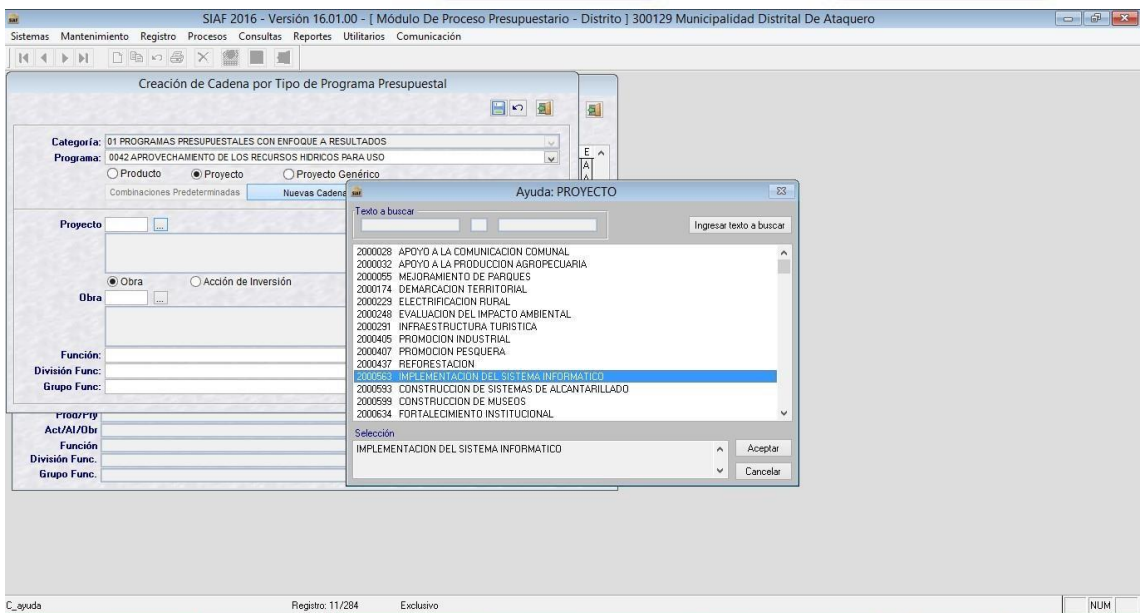 SIAF 2016 - Versión 16.01.00 - [ Módulo De Proceso Presupuestario - Distrito ] 300129 Municipalidad Distrital De Ataquero
Sistemas Mantenimiento Registro Procesos Consultas Reportes Utilitarios Comunicación
Creación de Cadena por Tipo de Programa Presupuestal
Categoría: 01 PROGRAMAS PRESUPUESTALES CON ENFOQUE A RESULTADOS
Programa: 0042 APROVECHAMIENTO DE LOS RECURSOS HIDRICOS PARA USO
E
A
Producto Proyecto Proyecto Genérico
Combinaciones Predeterminadas Nuevas Cadena
Ayuda: PROYECTO
Texto a buscar
Ingresar texto a buscar
Proyecto ...
2000028 APOYO A LA COMUNICACION COMUNAL
2000032 APOYO A LA PRODUCCION AGROPECUARIA
2000055 MEJORAMIENTO DE PARQUES
2000174 DEMARCACION TERRITORIAL
2000229 ELECTRIFICACION RURAL
2000248 EVALUACION DEL IMPACTO AMBIENTAL
2000291 INFRAESTRUCTURA TURISTICA
2000405 PROMOCION INDUSTRIAL
2000407 PROMOCION PESQUERA
2000437 REFORESTACION
2000563 IMPLEMENTACION DEL SISTEMA INFORMATICO
2000593 CONSTRUCCION DE SISTEMAS DE ALCANTARILLADO
2000599 CONSTRUCCION DE MUSEOS
2000634 FORTALECIMIENTO INSTITUCIONAL
Obra Acción de Inversión
Obra ...
Función:
División Func:
Grupo Func:
Selección
IMPLEMENTACION DEL SISTEMA INFORMATICO
Aceptar
Cancelar
Prod/Pry
Act/AI/Obr
Función
División Func.
Grupo Func.
C_ayuda Registro: 11/284 Exclusivo NUM